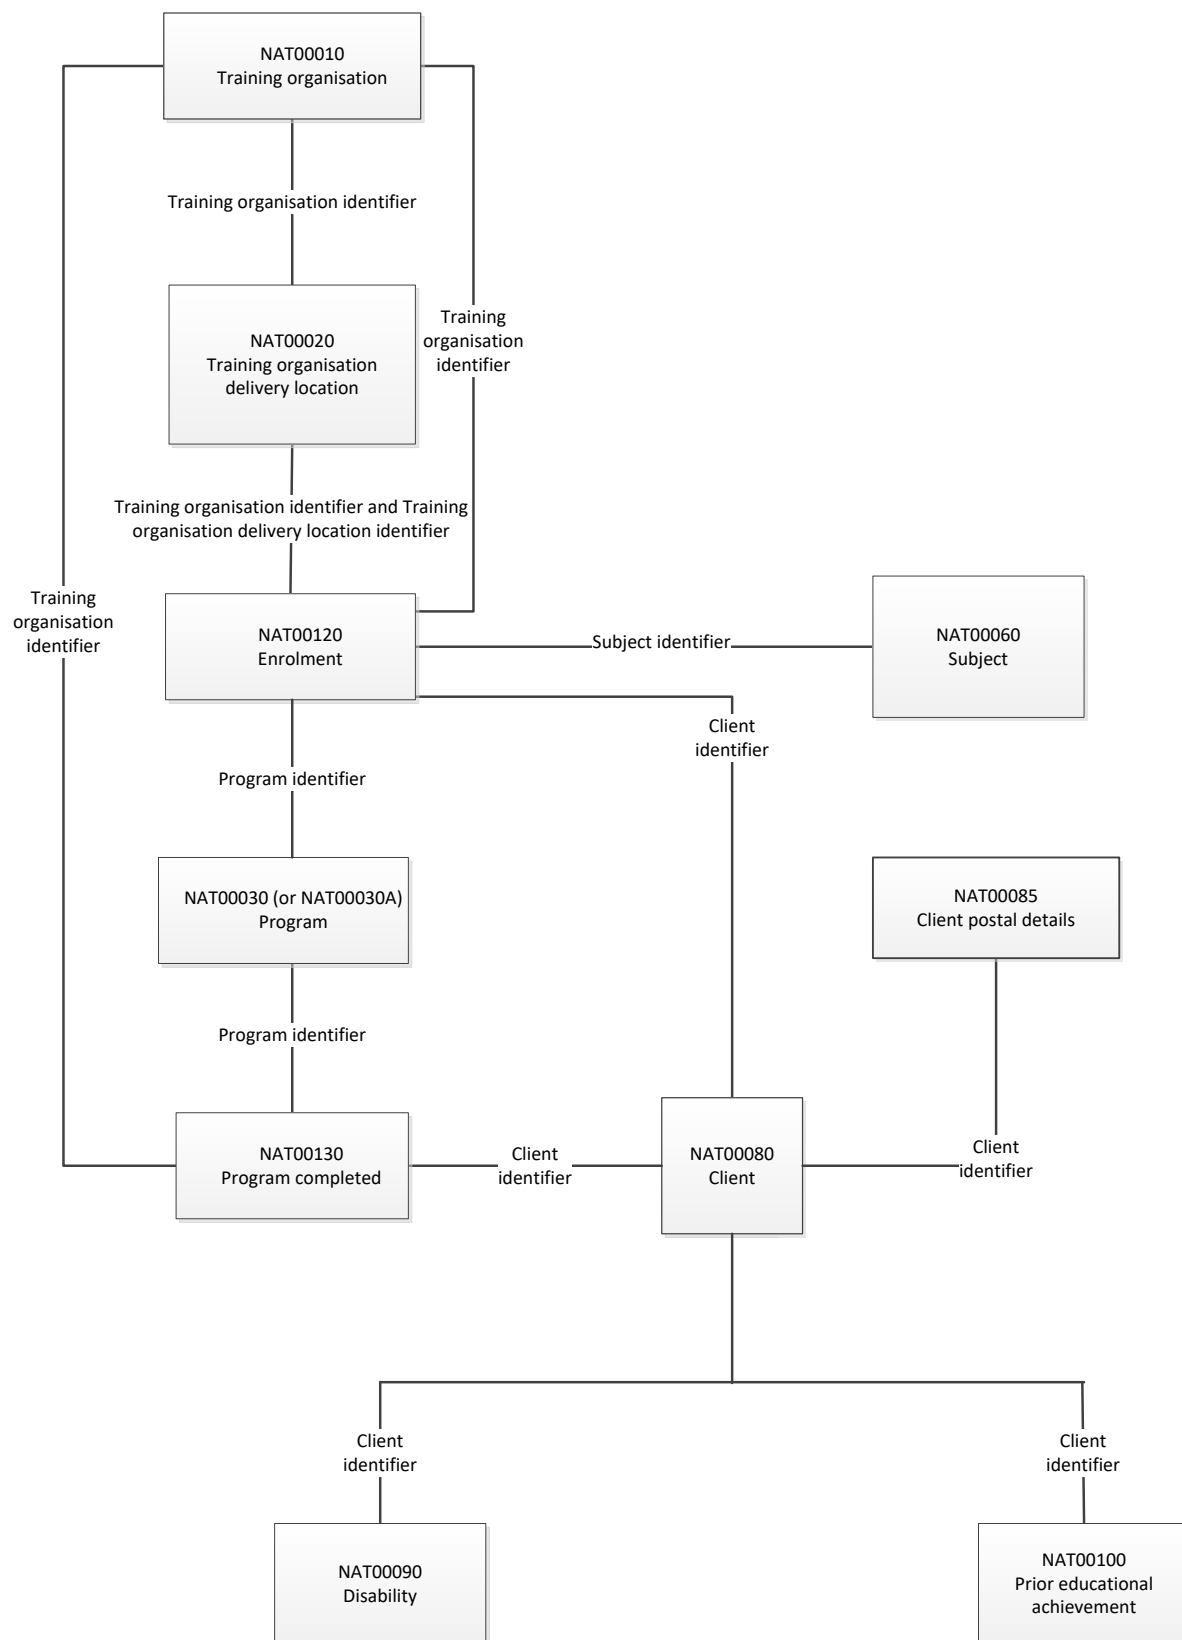 NAT00010
Training organisation
Training organisation identifier
NAT00020
Training organisation
delivery location
Training
organisation
identifier
Training organisation identifier and Training
organisation delivery location identifier
Training
organisation
identifier
NAT00120
Enrolment
Subject identifier
NAT00060
Subject
Client
identifier
Program identifier
NAT00030 (or NAT00030A)
Program
NAT00085
Client postal details
Program identifier
NAT00130
Program completed
Client
identifier
NAT00080
Client
Client
identifier
Client
identifier
Client
identifier
NAT00090
Disability
NAT00100
Prior educational
achievement